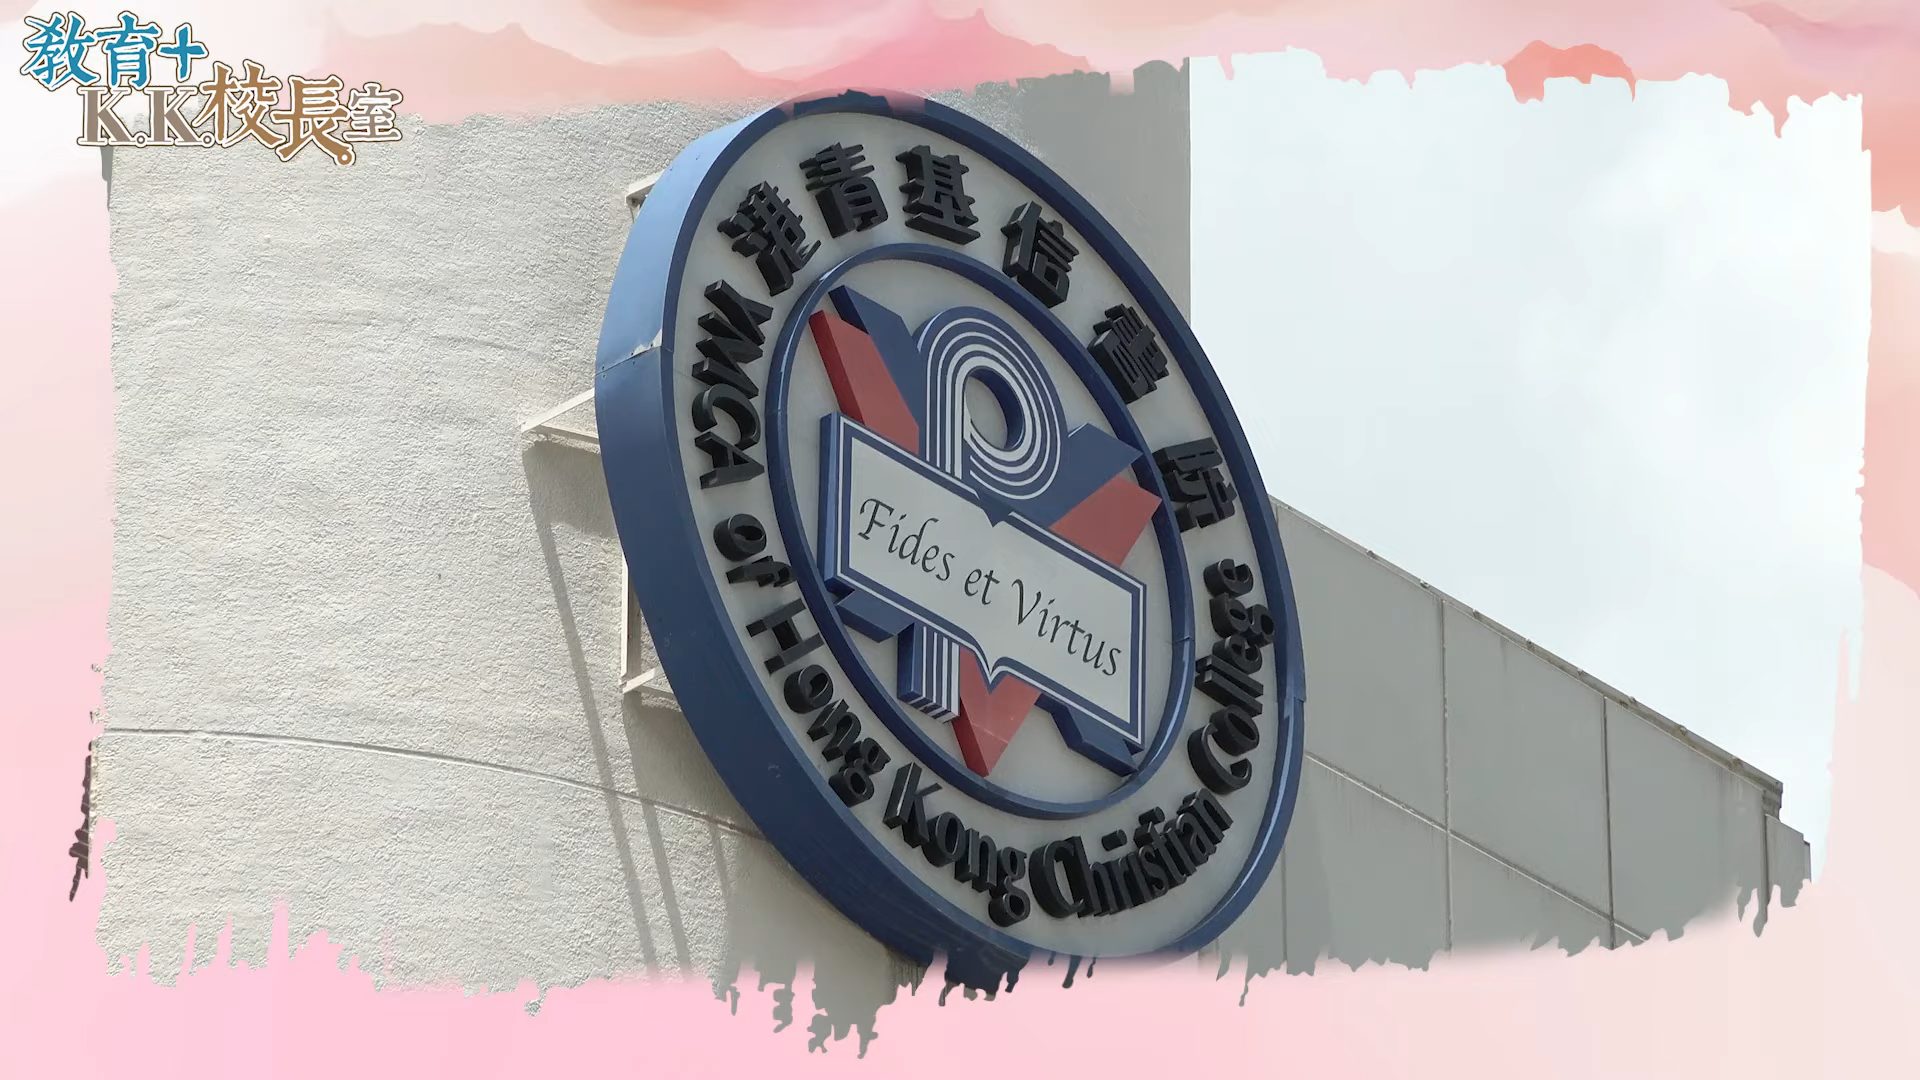 教育+
K.K.校長室
港青基信書院
YMCA of Hong Kong Christian College
Fides et Virtus